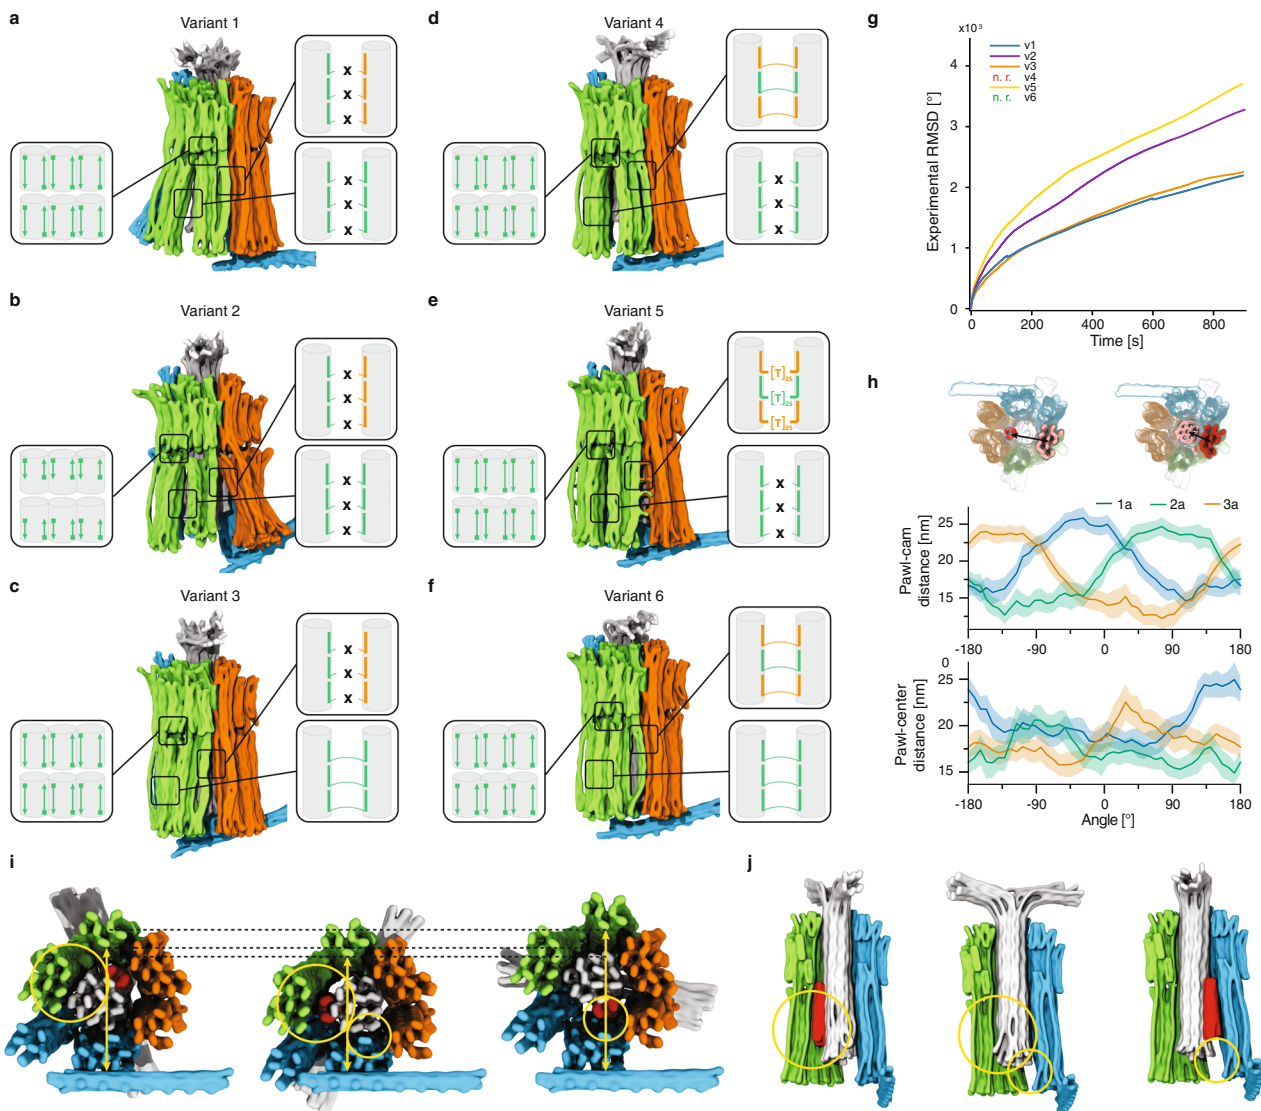 a
Variant 1
x
x
x
x
x
x
b
Variant 2
x
x
x
x
x
x
c
Variant 3
x
x
x
d
Variant 4
x
x
x
e
Variant 5
[T]25
[T]25
[T]25
x
x
x
f
Variant 6
g
x10³
Experimental RMSD [°]
4
3
2
1
0
v1
v2
v3
n. r. v4
v5
n. r. v6
0 200 400 600 800
Time [s]
h
1a 2a 3a
Pawl-cam
distance [nm]
25
20
15
-180 -90 0 90 180
0
Pawl-center
distance [nm]
25
20
15
-180 -90 0 90 180
Angle [°]
i
j